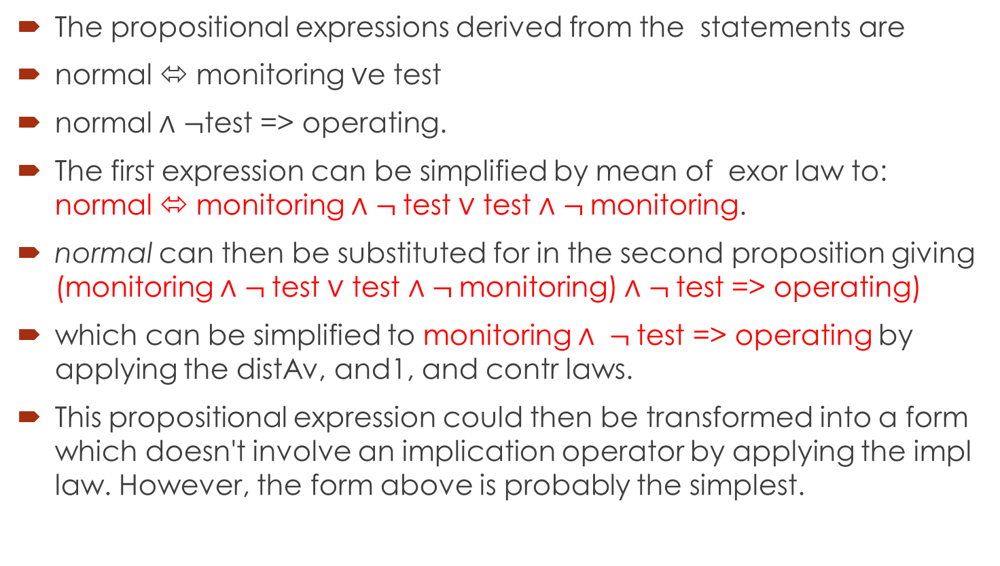 The propositional expressions derived from the statements are
normal ⬄ monitoring ve test
normal ∧ ¬test => operating.
The first expression can be simplified by mean of exor law to:
normal ⬄ monitoring ∧ ¬ test ∨ test ∧ ¬ monitoring.
normal can then be substituted for in the second proposition giving
(monitoring ∧ ¬ test ∨ test ∧ ¬ monitoring) ∧ ¬ test => operating)
which can be simplified to monitoring ∧ ¬ test => operating by
applying the distAv, and1, and contr laws.
This propositional expression could then be transformed into a form
which doesn't involve an implication operator by applying the impl
law. However, the form above is probably the simplest.